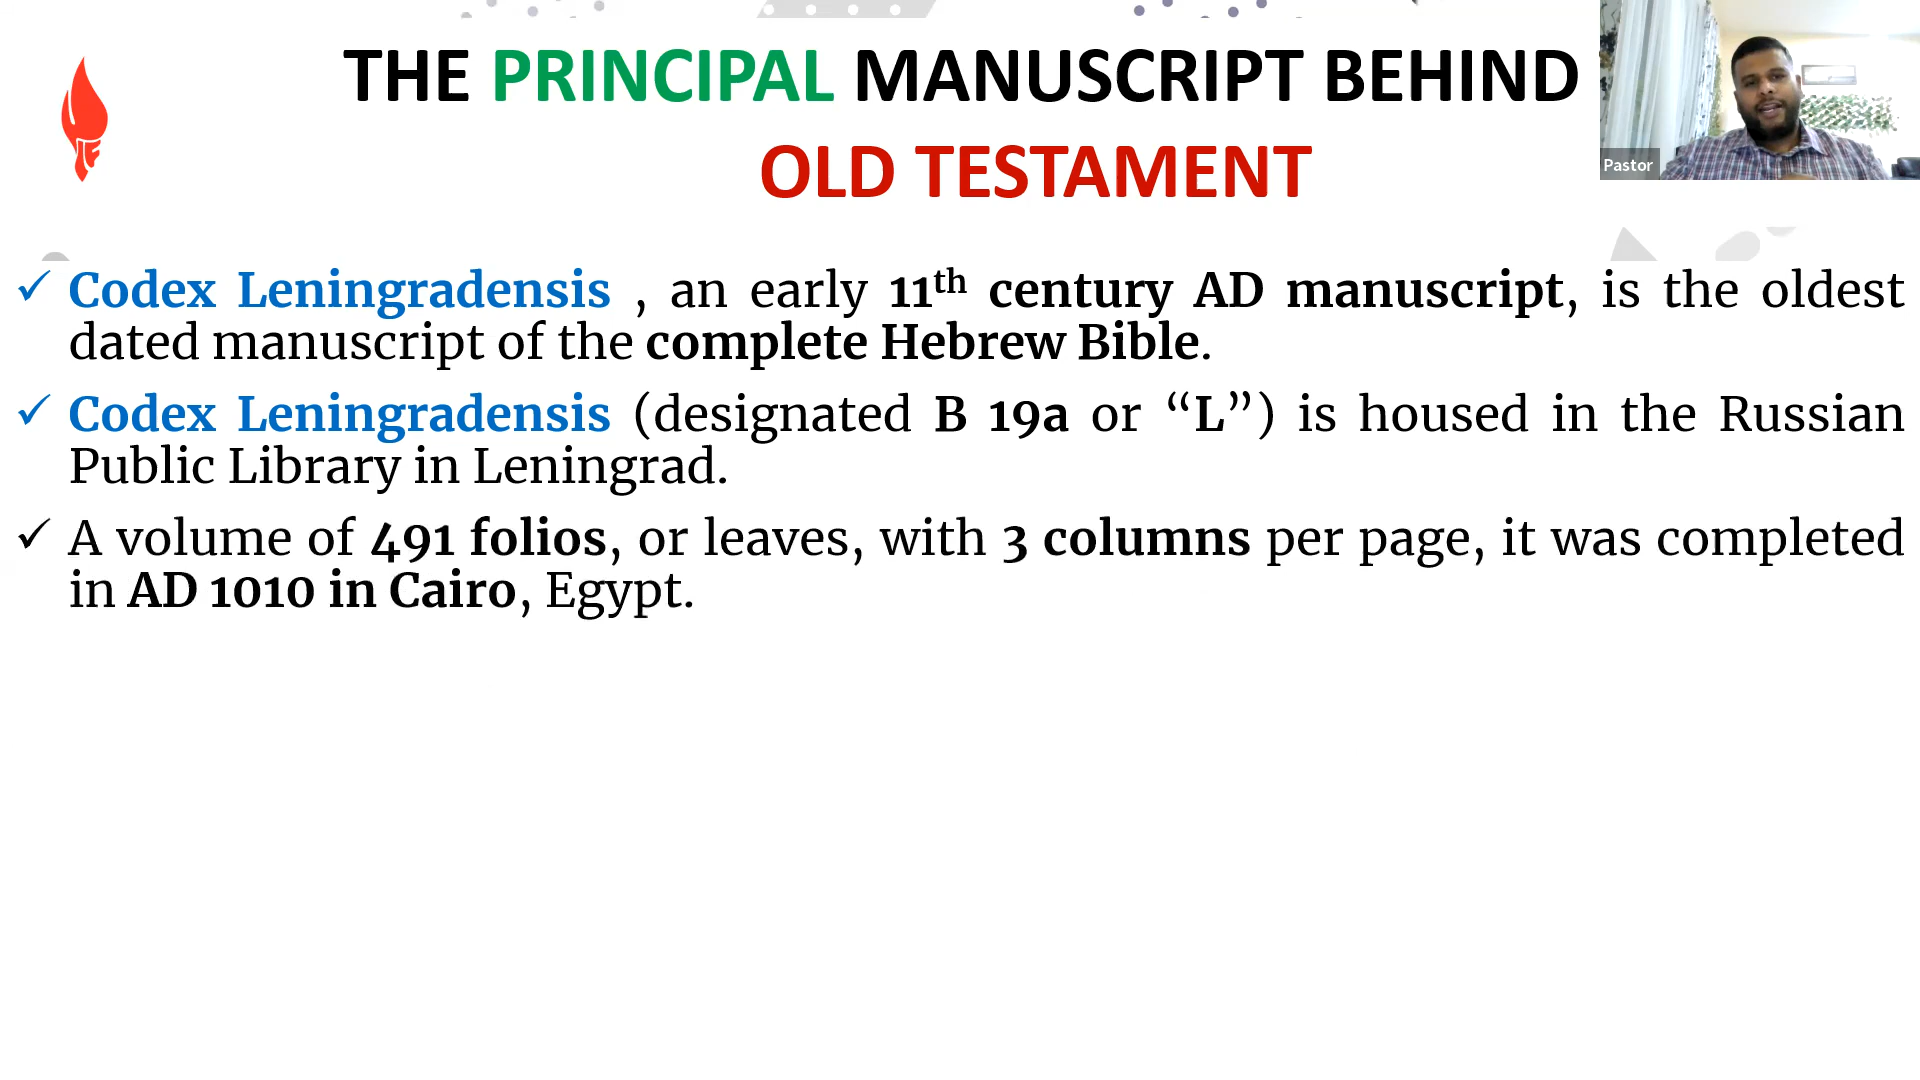 THE PRINCIPAL MANUSCRIPT BEHIND
OLD TESTAMENT
Pastor
✓ Codex Leningradensis , an early 11th century AD manuscript, is the oldest
dated manuscript of the complete Hebrew Bible.
✓ Codex Leningradensis (designated B 19a or “L”) is housed in the Russian
Public Library in Leningrad.
✓ A volume of 491 folios, or leaves, with 3 columns per page, it was completed
in AD 1010 in Cairo, Egypt.